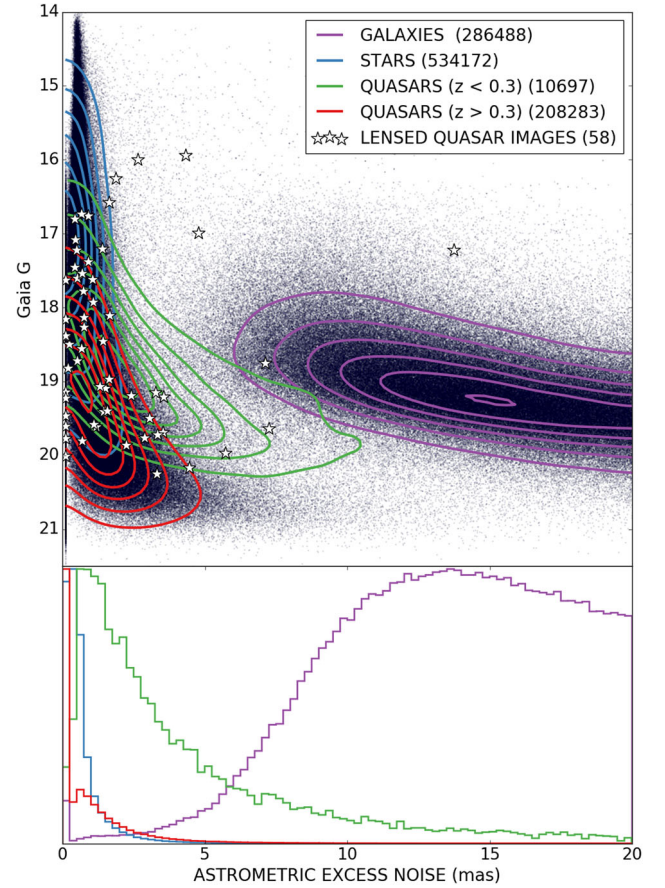 GALAXIES (286488)
STARS (534172)
QUASARS (z < 0.3) (10697)
QUASARS (z > 0.3) (208283)
LENSED QUASAR IMAGES (58)
14
15
16
17
18
19
20
21
Gaia G
0 5 10 15 20
ASTROMETRIC EXCESS NOISE (mas)